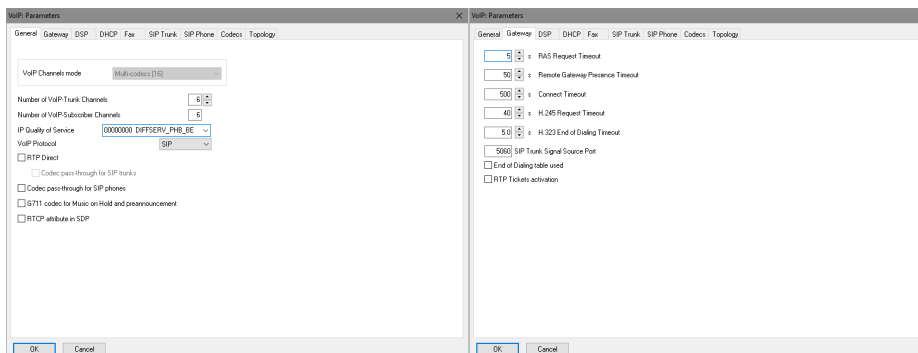 VoIP: Parameters
General Gateway DSP DHCP Fax SIP Trunk SIP Phone Codecs Topology
VoIP Channels mode Multi-codecs [16]
Number of VoIP-Trunk Channels 6
Number of VoIP-Subscriber Channels 6
IP Quality of Service 00000000 DIFFSERV_PHB_BE
VoIP Protocol SIP
RTP Direct
Codec pass-through for SIP trunks
Codec pass-through for SIP phones
G711 codec for Music on Hold and preannouncement
RTCP attribute in SDP
OK Cancel
VoIP: Parameters
General Gateway DSP DHCP Fax SIP Trunk SIP Phone Codecs Topology
5 s RAS Request Timeout
50 s Remote Gateway Presence Timeout
500 s Connect Timeout
40 s H.245 Request Timeout
5.0 s H.323 End of Dialing Timeout
5060 SIP Trunk Signal Source Port
End of Dialing table used
RTP Tickets activation
OK Cancel